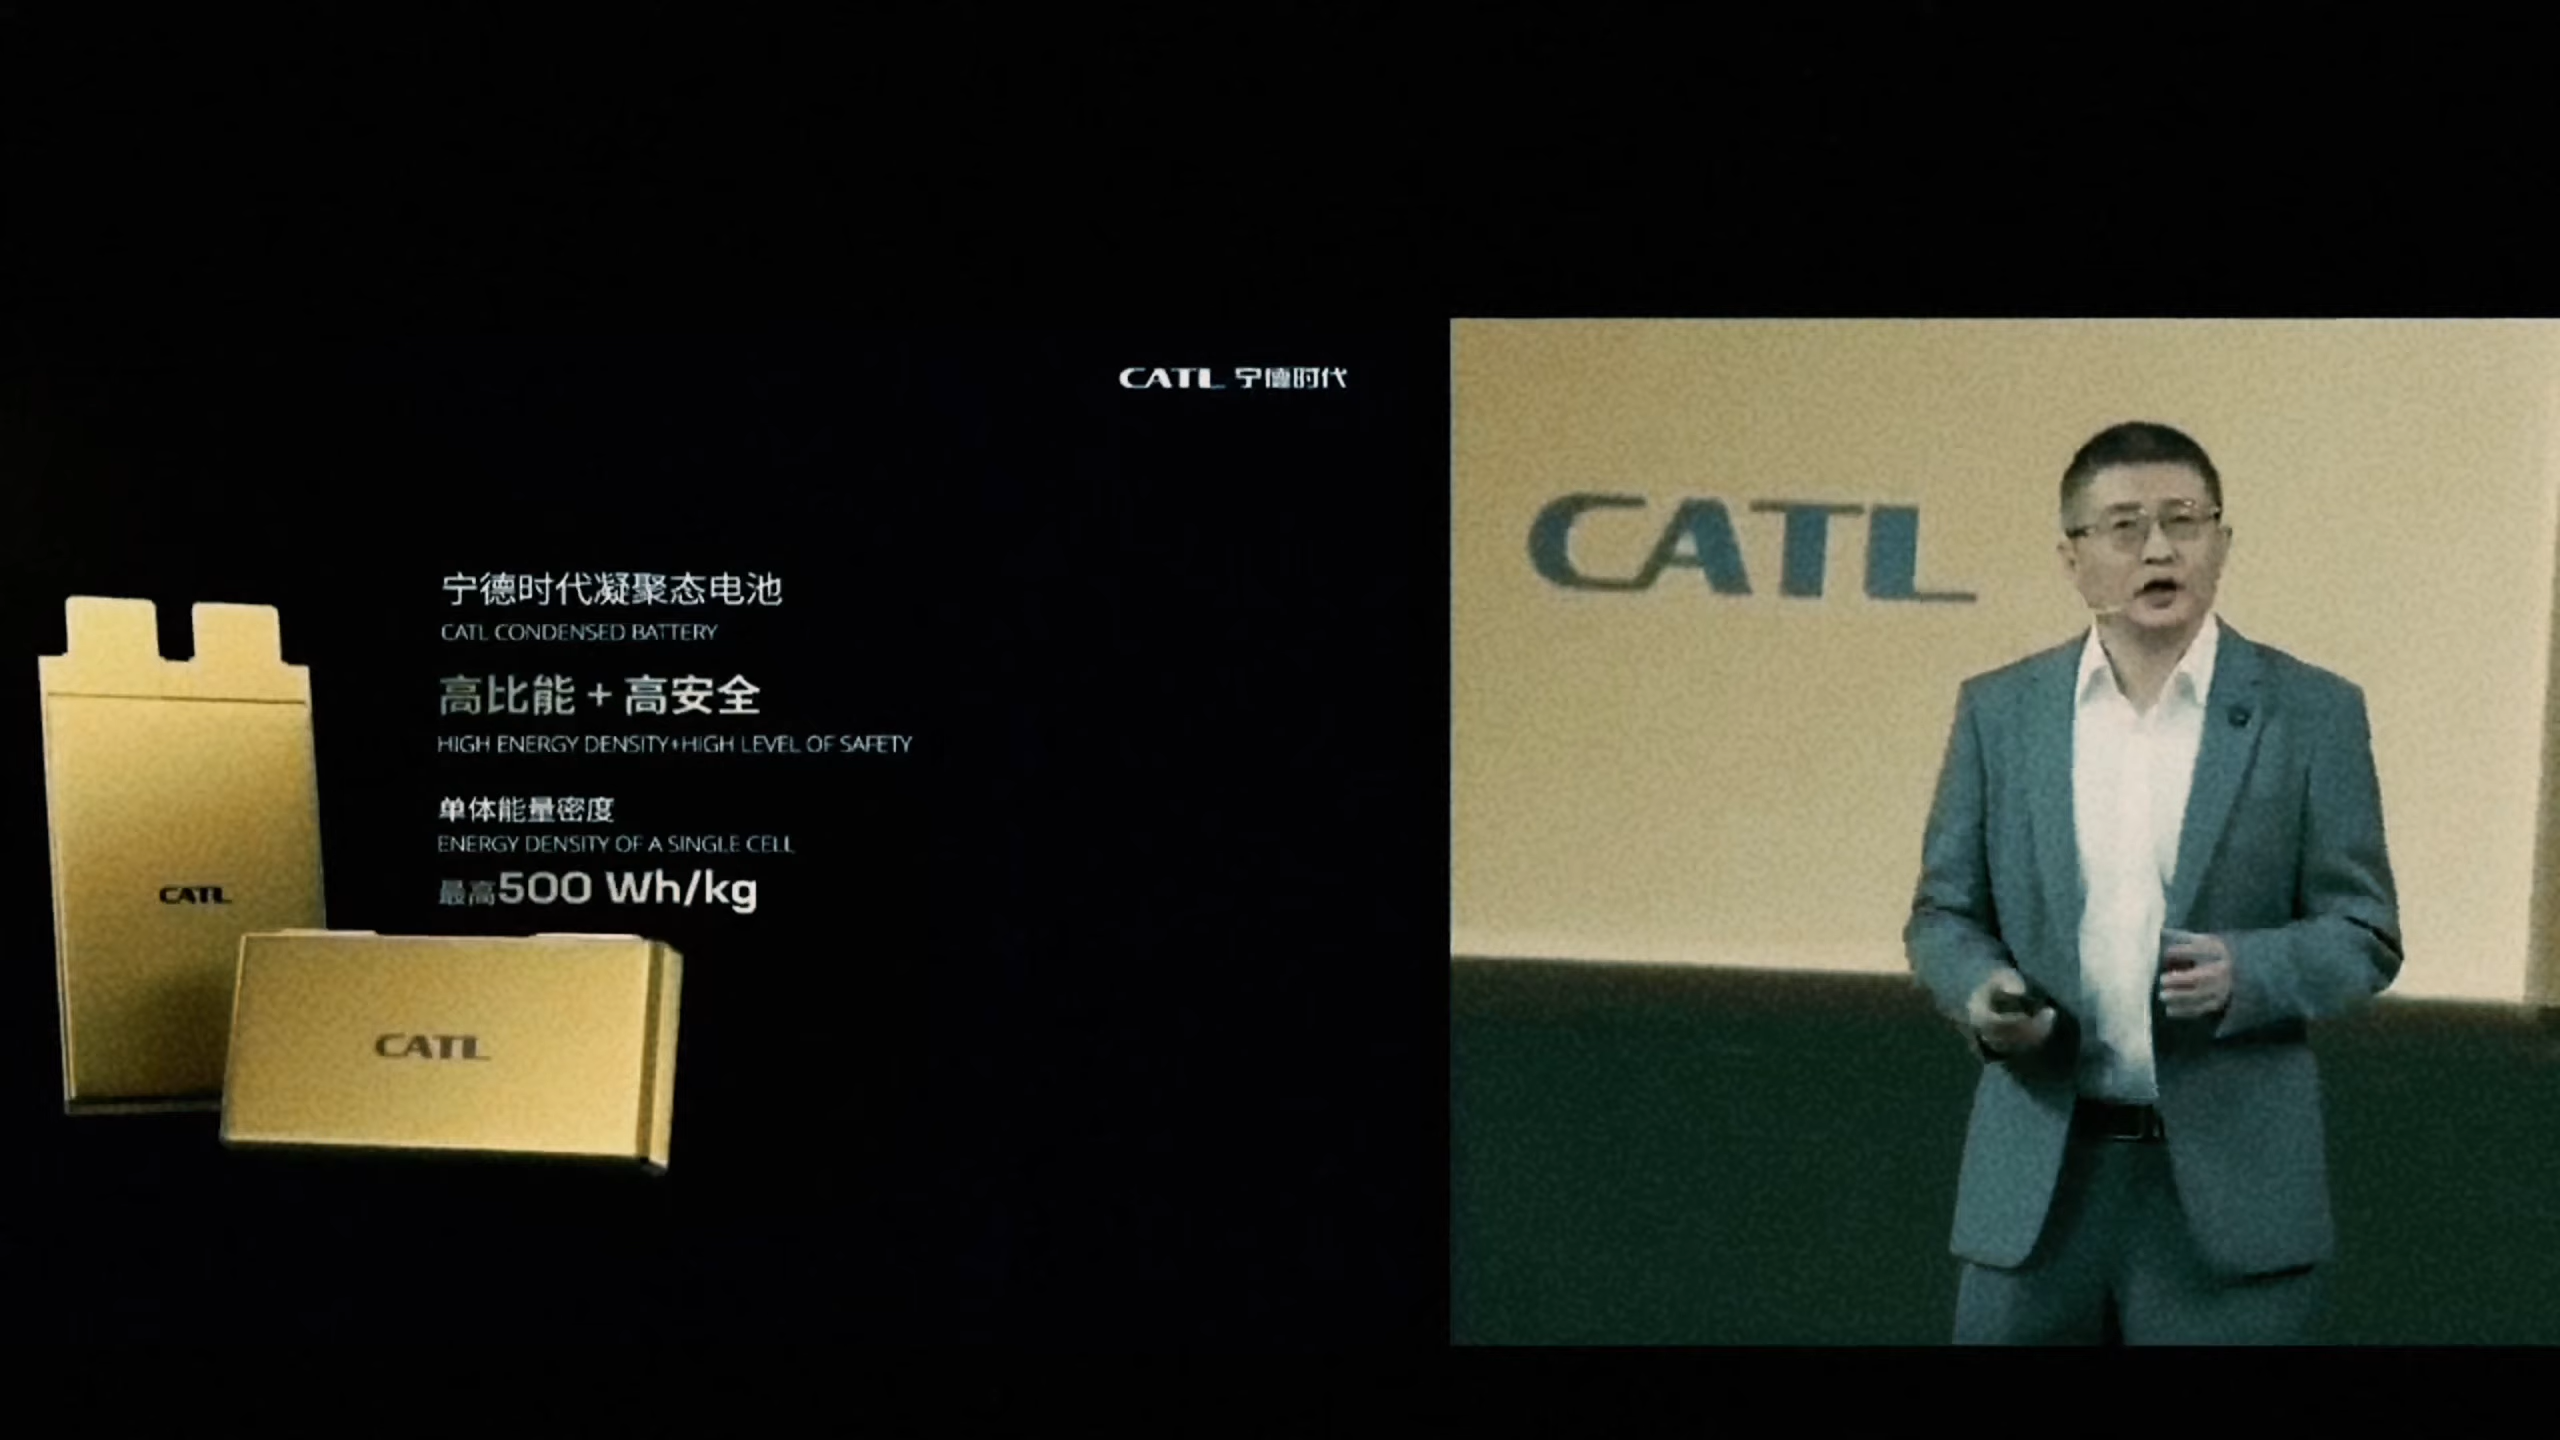 CATL 宁德时代
宁德时代凝聚态电池
CATL CONDENSED BATTERY
高比能 + 高安全
HIGH ENERGY DENSITY+HIGH LEVEL OF SAFETY
单体能量密度
ENERGY DENSITY OF A SINGLE CELL
最高500 Wh/kg
CATL
CATL
CATL